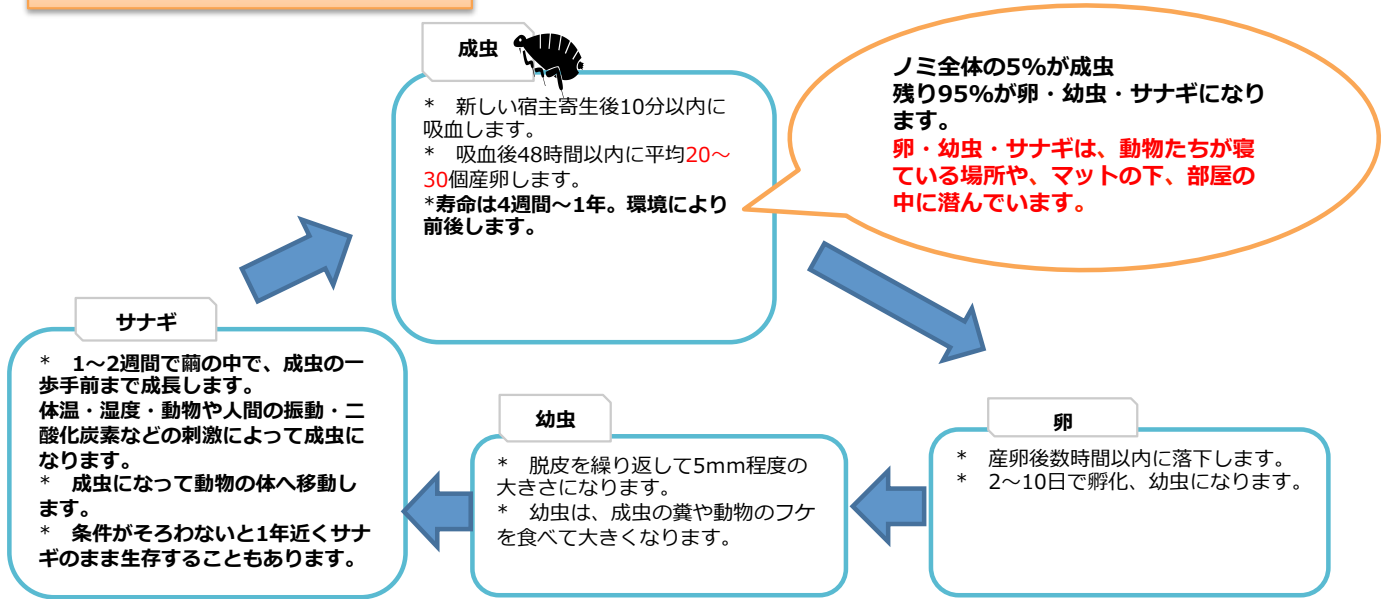 成虫
*　新しい宿主寄生後10分以内に
吸血します。
*　吸血後48時間以内に平均20〜
30個産卵します。
*寿命は4週間〜1年。環境により
前後します。
ノミ全体の5%が成虫
残り95%が卵・幼虫・サナギになり
ます。
卵・幼虫・サナギは、動物たちが寝
ている場所や、マットの下、部屋の
中に潜んでいます。
卵
*　産卵後数時間以内に落下します。
*　2〜10日で孵化、幼虫になります。
幼虫
*　脱皮を繰り返して5mm程度の
大きさになります。
*　幼虫は、成虫の糞や動物のフケ
を食べて大きくなります。
サナギ
*　1〜2週間で繭の中で、成虫の一
歩手前まで成長します。
体温・湿度・動物や人間の振動・二
酸化炭素などの刺激によって成虫に
なります。
*　成虫になって動物の体へ移動し
ます。
*　条件がそろわないと1年近くサナ
ギのまま生存することもあります。